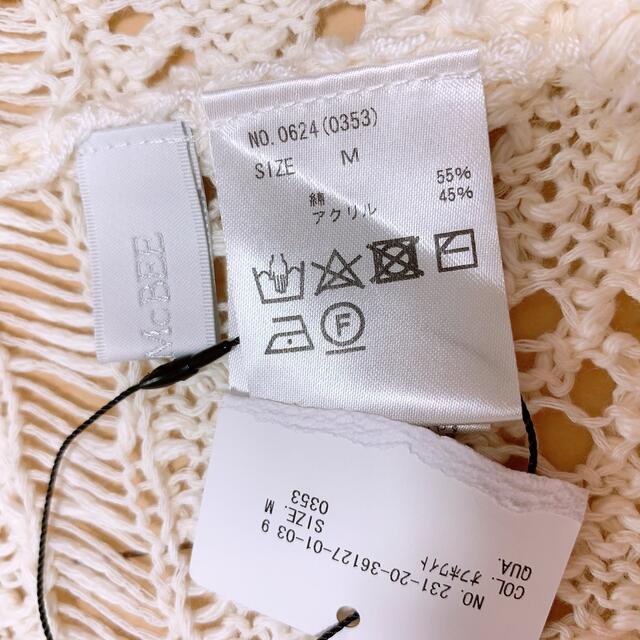 NO. 0624(0353)
SIZE M
綿 55%
アクリル 45%
F
McBEE
NO. 231-20-36127-01-03 9
COL. オフホワイト
QUA.
SIZE. M
0353